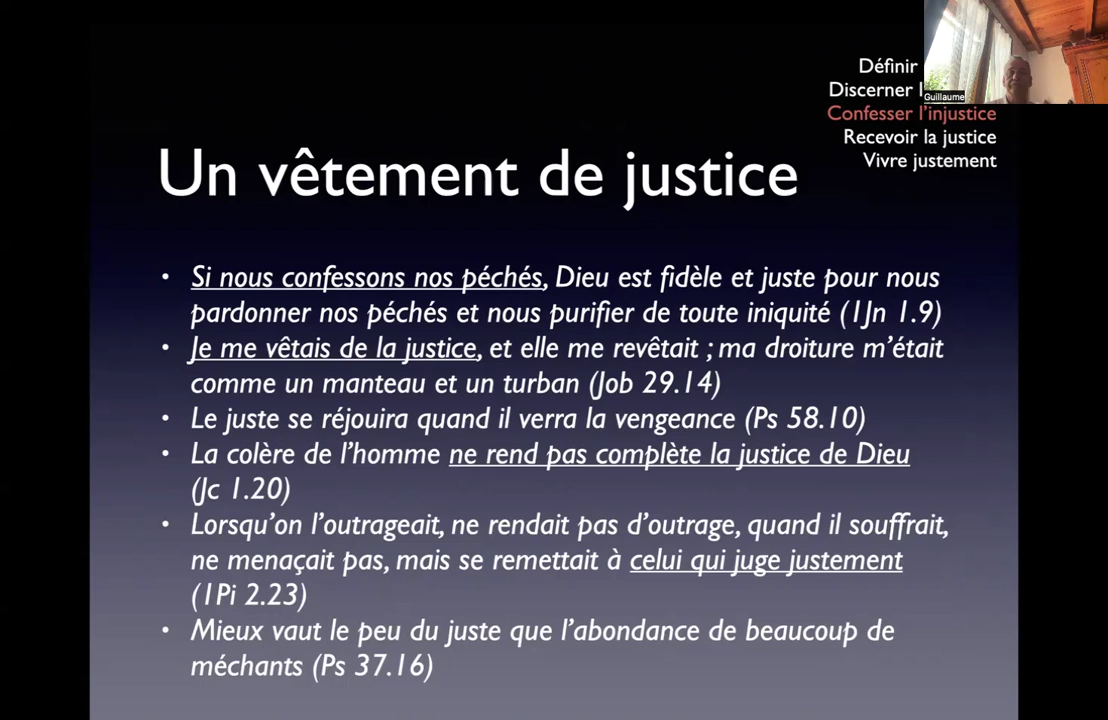 Définir
Discerner l
Guillaume
Confesser l'injustice
Recevoir la justice
Vivre justement
Un vêtement de justice
• Si nous confessons nos péchés, Dieu est fidèle et juste pour nous
pardonner nos péchés et nous purifier de toute iniquité (1Jn 1.9)
• Je me vêtais de la justice, et elle me revêtait ; ma droiture m'était
comme un manteau et un turban (Job 29.14)
• Le juste se réjouira quand il verra la vengeance (Ps 58.10)
• La colère de l'homme ne rend pas complète la justice de Dieu
(Jc 1.20)
• Lorsqu'on l'outrageait, ne rendait pas d'outrage, quand il souffrait,
ne menaçait pas, mais se remettait à celui qui juge justement
(1Pi 2.23)
• Mieux vaut le peu du juste que l'abondance de beaucoup de
méchants (Ps 37.16)